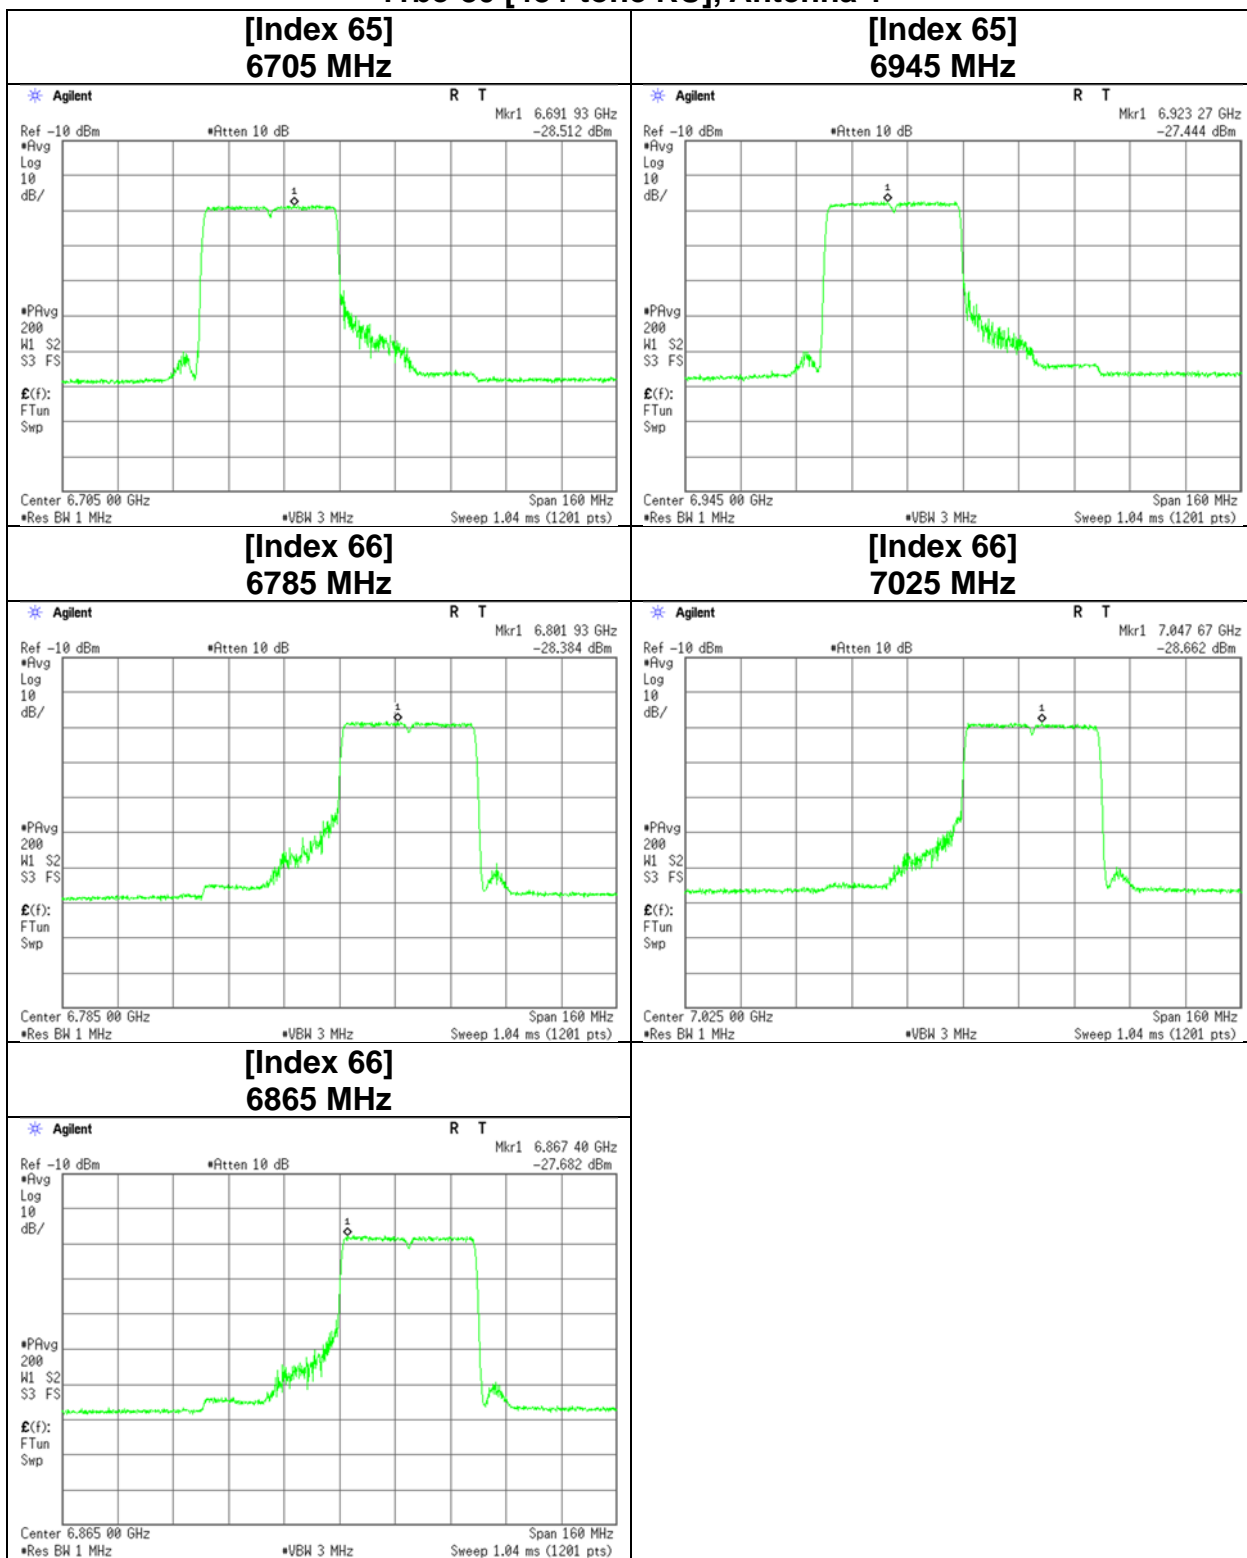 [Index 65]
6705 MHz
Agilent
R T
Mkr1 6.691 93 GHz
Ref -10 dBm
#Atten 10 dB
-28.512 dBm
#Avg
Log
10
dB/
1
#PAvg
200
W1 S2
S3 FS
£(f):
FTun
Swp
Center 6.705 00 GHz
Span 160 MHz
#Res BW 1 MHz
#VBW 3 MHz
Sweep 1.04 ms (1201 pts)
[Index 65]
6945 MHz
Agilent
R T
Mkr1 6.923 27 GHz
Ref -10 dBm
#Atten 10 dB
-27.444 dBm
#Avg
Log
10
dB/
1
#PAvg
200
W1 S2
S3 FS
£(f):
FTun
Swp
Center 6.945 00 GHz
Span 160 MHz
#Res BW 1 MHz
#VBW 3 MHz
Sweep 1.04 ms (1201 pts)
[Index 66]
6785 MHz
Agilent
R T
Mkr1 6.801 93 GHz
Ref -10 dBm
#Atten 10 dB
-28.384 dBm
#Avg
Log
10
dB/
1
#PAvg
200
W1 S2
S3 FS
£(f):
FTun
Swp
Center 6.785 00 GHz
Span 160 MHz
#Res BW 1 MHz
#VBW 3 MHz
Sweep 1.04 ms (1201 pts)
[Index 66]
7025 MHz
Agilent
R T
Mkr1 7.047 67 GHz
Ref -10 dBm
#Atten 10 dB
-28.662 dBm
#Avg
Log
10
dB/
1
#PAvg
200
W1 S2
S3 FS
£(f):
FTun
Swp
Center 7.025 00 GHz
Span 160 MHz
#Res BW 1 MHz
#VBW 3 MHz
Sweep 1.04 ms (1201 pts)
[Index 66]
6865 MHz
Agilent
R T
Mkr1 6.867 40 GHz
Ref -10 dBm
#Atten 10 dB
-27.682 dBm
#Avg
Log
10
dB/
1
#PAvg
200
W1 S2
S3 FS
£(f):
FTun
Swp
Center 6.865 00 GHz
Span 160 MHz
#Res BW 1 MHz
#VBW 3 MHz
Sweep 1.04 ms (1201 pts)